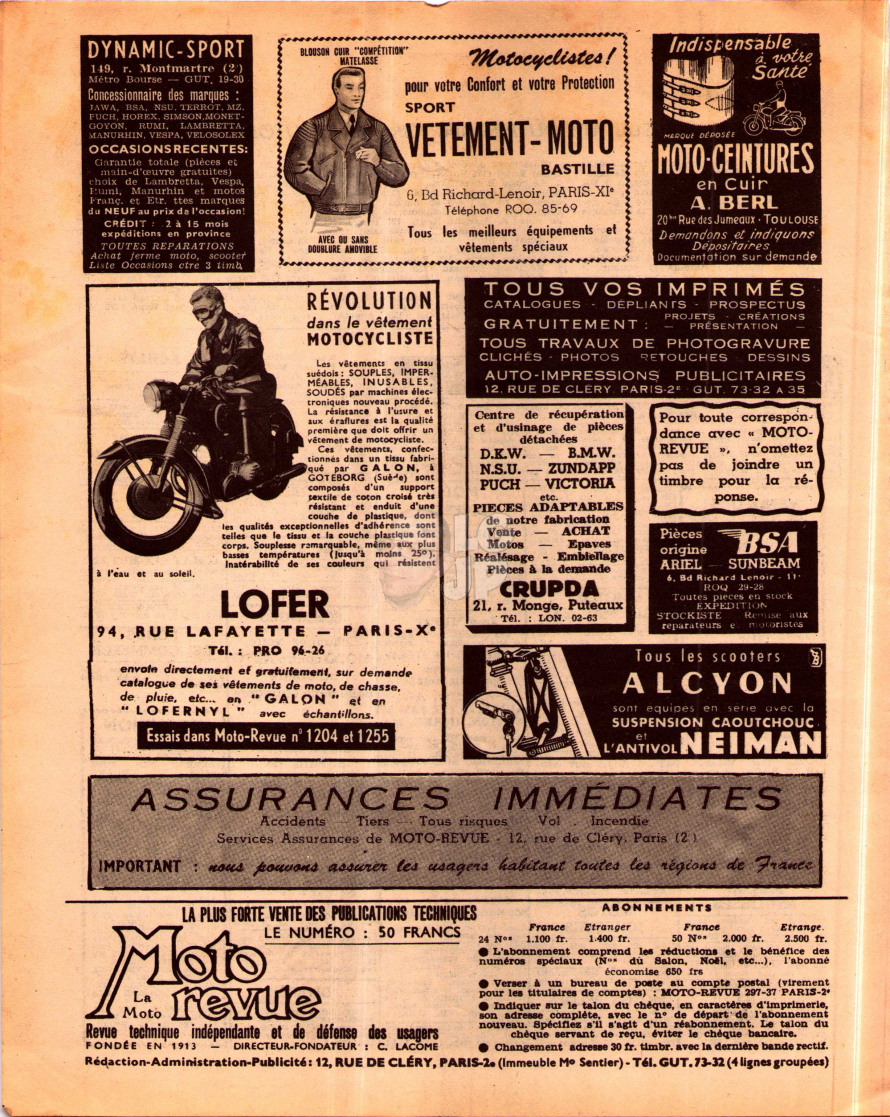 DYNAMIC-SPORT
149, r. Montmartre (2ᵉ)
Métro Bourse — GUT. 19-30
Concessionnaire des marques :
JAWA, BSA, NSU, TERROT, MZ,
PUCH, HOREX, SIMSON, MONET-
GOYON, RUMI, LAMBRETTA,
MANURHIN, VESPA, VELOSOLEX
OCCASIONS RECENTES:
Garantie totale (pièces et
main-d'œuvre gratuites)
choix de Lambretta, Vespa,
Rumi, Manurhin et motos
Franç. et Etr. ttes marques
du NEUF au prix de l'occasion!
CRÉDIT : 2 à 15 mois
expéditions en province
TOUTES REPARATIONS
Achat ferme moto, scooter
Liste Occasions ctre 3 timb.
BLOUSON CUIR "COMPÉTITION"
MATELASSE
AVEC OU SANS
DOUBLURE AMOVIBLE
Motocyclistes!
pour votre Confort et votre Protection
SPORT
VETEMENT-MOTO
BASTILLE
6, Bd Richard-Lenoir, PARIS-XIᵉ
Téléphone ROQ. 85-69
Tous les meilleurs équipements et
vêtements spéciaux
Indispensable
à votre
Santé
MARQUE DÉPOSÉE
MOTO-CEINTURES
en Cuir
A. BERL
20ᵇⁱˢ Rue des Jumeaux - TOULOUSE
Demandons et indiquons
Dépositaires
Documentation sur demande
RÉVOLUTION
dans le vêtement
MOTOCYCLISTE
Les vêtements en tissu
suédois : SOUPLES, IMPER-
MÉABLES, INUSABLES,
SOUDÉS par machines élec-
troniques nouveau procédé.
La résistance à l'usure et
aux éraflures est la qualité
première que doit offrir un
vêtement de motocycliste.
Ces vêtements, confec-
tionnés dans un tissu fabri-
qué par GALON, à
GOTEBORG (Suède) sont
composés d'un support
textile de coton croisé très
résistant et enduit d'une
couche de plastique, dont
les qualités exceptionnelles d'adhérence sont
telles que le tissu et la couche plastique font
corps. Souplesse remarquable, même aux plus
basses températures (jusqu'à moins 25°).
Inatérabilité de ses couleurs qui résistent
à l'eau et au soleil.
LOFER
94, RUE LAFAYETTE — PARIS-Xᵉ
Tél. : PRO 96-26
envoie directement et gratuitement, sur demande
catalogue de ses vêtements de moto, de chasse,
de pluie, etc... en "GALON" et en
"LOFERNYL" avec échantillons.
Essais dans Moto-Revue nº 1204 et 1255
TOUS VOS IMPRIMÉS
CATALOGUES - DÉPLIANTS - PROSPECTUS
GRATUITEMENT : PROJETS - CRÉATIONS
— PRÉSENTATION —
TOUS TRAVAUX DE PHOTOGRAVURE
CLICHÉS - PHOTOS RETOUCHES DESSINS
AUTO-IMPRESSIONS PUBLICITAIRES
12, RUE DE CLERY PARIS-2ᵉ GUT. 73-32 A 35
Centre de récupération
et d'usinage de pièces
détachées
D.K.W. — B.M.W.
N.S.U. — ZUNDAPP
PUCH — VICTORIA
etc.
PIECES ADAPTABLES
de notre fabrication
Vente — ACHAT
Motos — Epaves
Réalésage - Embiellage
Pièces à la demande
CRUPDA
21, r. Monge, Puteaux
Tél. : LON. 02-63
Pour toute correspon-
dance avec « MOTO-
REVUE », n'omettez
pas de joindre un
timbre pour la ré-
ponse.
Pièces
origine BSA
ARIEL - SUNBEAM
6, Bd Richard Lenoir - 11ᵉ
ROQ 29-28
Toutes pièces en stock
EXPEDITION
STOCKISTE Remise aux
réparateurs et motoristes
Tous les scooters
ALCYON
sont équipés en série avec la
SUSPENSION CAOUTCHOUC
et
L'ANTIVOL NEIMAN
ASSURANCES IMMÉDIATES
Accidents - Tiers - Tous risques Vol - Incendie
Services Assurances de MOTO-REVUE - 12, rue de Cléry, Paris (2ᵉ)
IMPORTANT : nous pouvons assurer les usagers habitant toutes les régions de France
LA PLUS FORTE VENTE DES PUBLICATIONS TECHNIQUES
LE NUMÉRO : 50 FRANCS
Moto
revue
La
Moto
Revue technique indépendante et de défense des usagers
FONDÉE EN 1913 — DIRECTEUR-FONDATEUR : C. LACOME
ABONNEMENTS
France Etranger France Etrange.
24 Nᵒˢ 1.100 fr. 1.400 fr. 50 Nᵒˢ 2.000 fr. 2.500 fr.
● L'abonnement comprend les réductions et le bénéfice des
numéros spéciaux (Nᵒˢ dù Salon, Noël, etc...), l'abonné
économise 650 frs
● Verser à un bureau de poste au compte postal (virement
pour les titulaires de comptes) : MOTO-REVUE 297-37 PARIS-2ᵉ
● Indiquer sur le talon du chéque, en caractères d'imprimerie,
son adresse complète, avec le nº de départ de l'abonnement
nouveau. Spécifiez s'il s'agit d'un réabonnement. Le talon du
chèque servant de reçu, éviter le chèque bancaire.
● Changement adresse 30 fr. timbr. avec la dernière bande rectif.
Rédaction-Administration-Publicité : 12, RUE DE CLÉRY, PARIS-2ᵉ (Immeuble Mº Sentier) - Tél. GUT. 73-32 (4 lignes groupées)